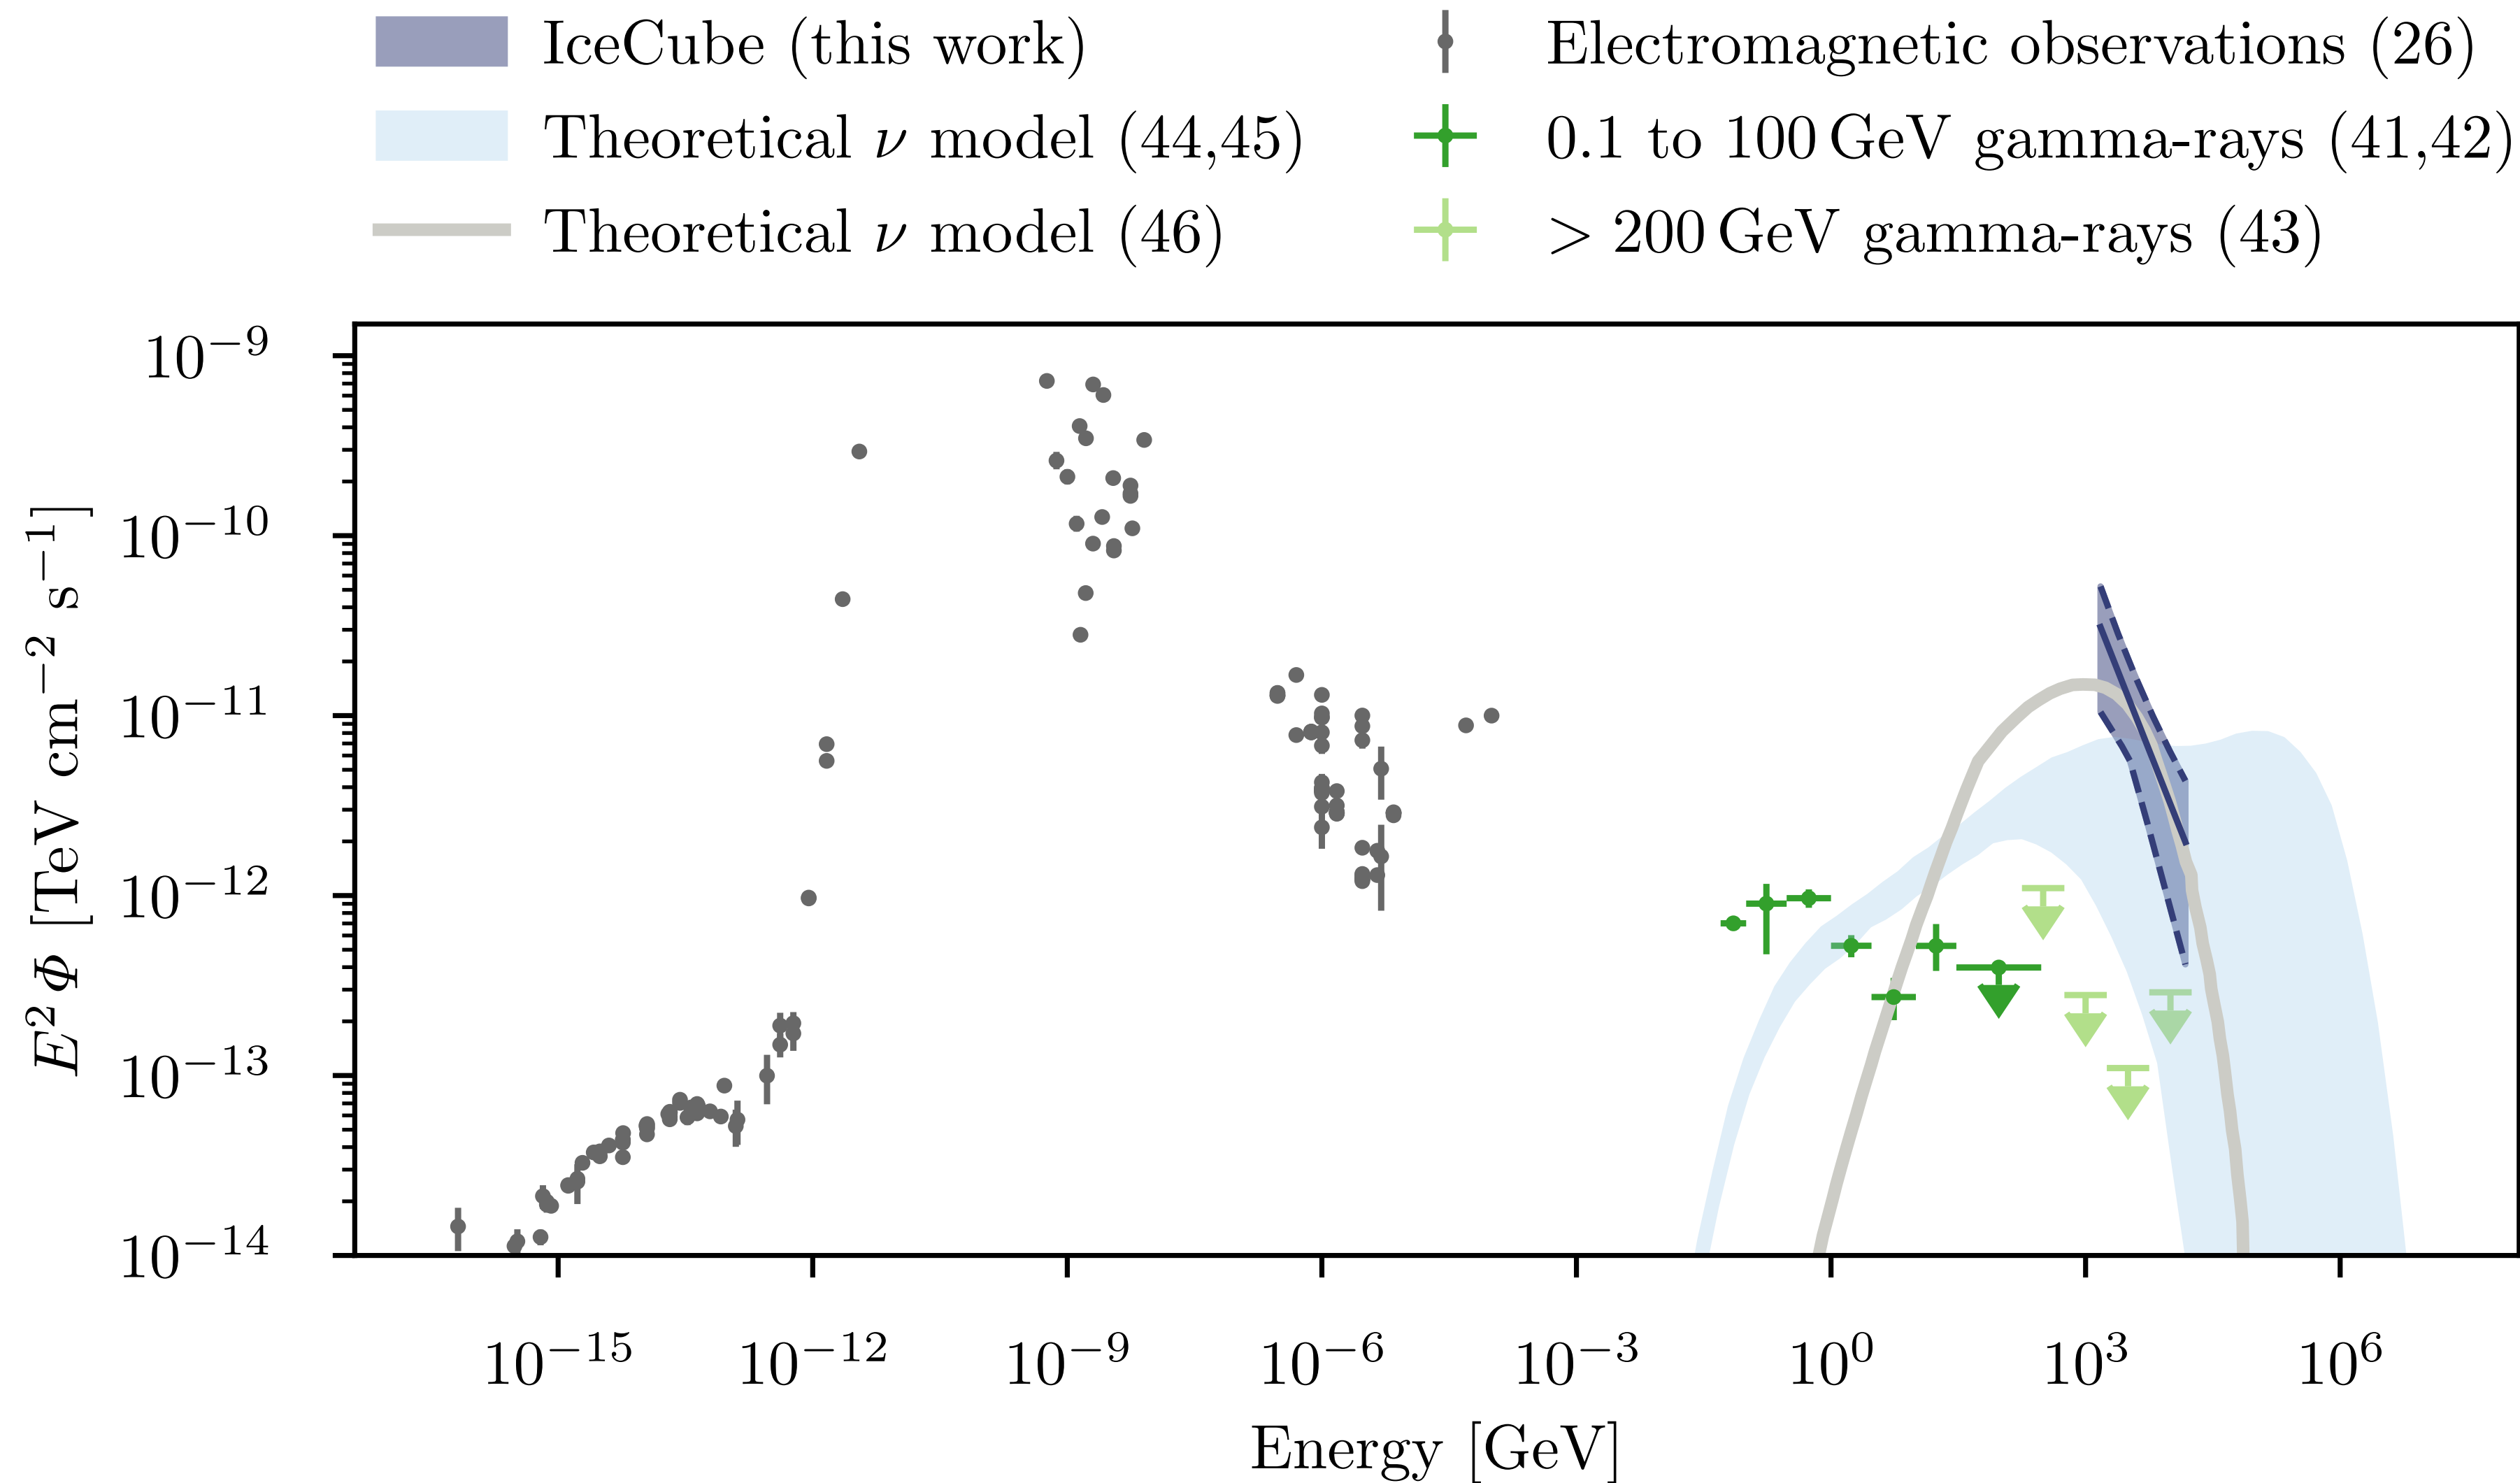 IceCube (this work)
Theoretical ν model (44,45)
Theoretical ν model (46)
Electromagnetic observations (26)
0.1 to 100 GeV gamma-rays (41,42)
> 200 GeV gamma-rays (43)
E² Φ [TeV cm⁻² s⁻¹]
10⁻⁹
10⁻¹⁰
10⁻¹¹
10⁻¹²
10⁻¹³
10⁻¹⁴
10⁻¹⁵ 10⁻¹² 10⁻⁹ 10⁻⁶ 10⁻³ 10⁰ 10³ 10⁶
Energy [GeV]